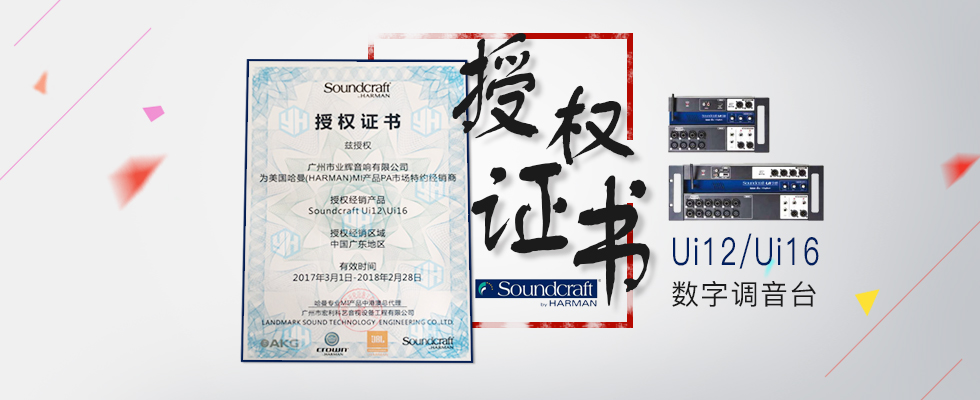 Soundcraft
by HARMAN
授权证书
兹授权
广州市业辉音响有限公司
为美国哈曼(HARMAN)MI产品PA市场特约经销商
授权经销产品
Soundcraft Ui12\Ui16
授权经销区域
中国广东地区
有效时间
2017年3月1日-2018年2月28日
哈曼专业MI产品中港澳总代理
广州市宏利科艺音视设备工程有限公司
LANDMARK SOUND TECHNOLOGY ENGINEERING CO.,LTD.
AKG
crown
HARMAN
JBL
Soundcraft
by HARMAN
授权证书
Soundcraft
by HARMAN
Ui12/Ui16
数字调音台